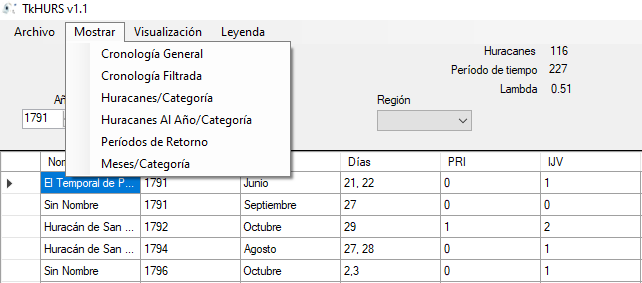 TkHURS v1.1
Archivo Mostrar Visualización Leyenda
Cronología General
Cronología Filtrada
Huracanes/Categoría
Huracanes Al Año/Categoría
Períodos de Retorno
Meses/Categoría
Huracanes 116
Período de tiempo 227
Lambda 0.51
Región
1791
Días PRI IJV
El Temporal de P... 1791 Junio 21, 22 0 1
Sin Nombre 1791 Septiembre 27 0 0
Huracán de San ... 1792 Octubre 29 1 2
Huracán de San ... 1794 Agosto 27, 28 0 1
Sin Nombre 1796 Octubre 2,3 0 1